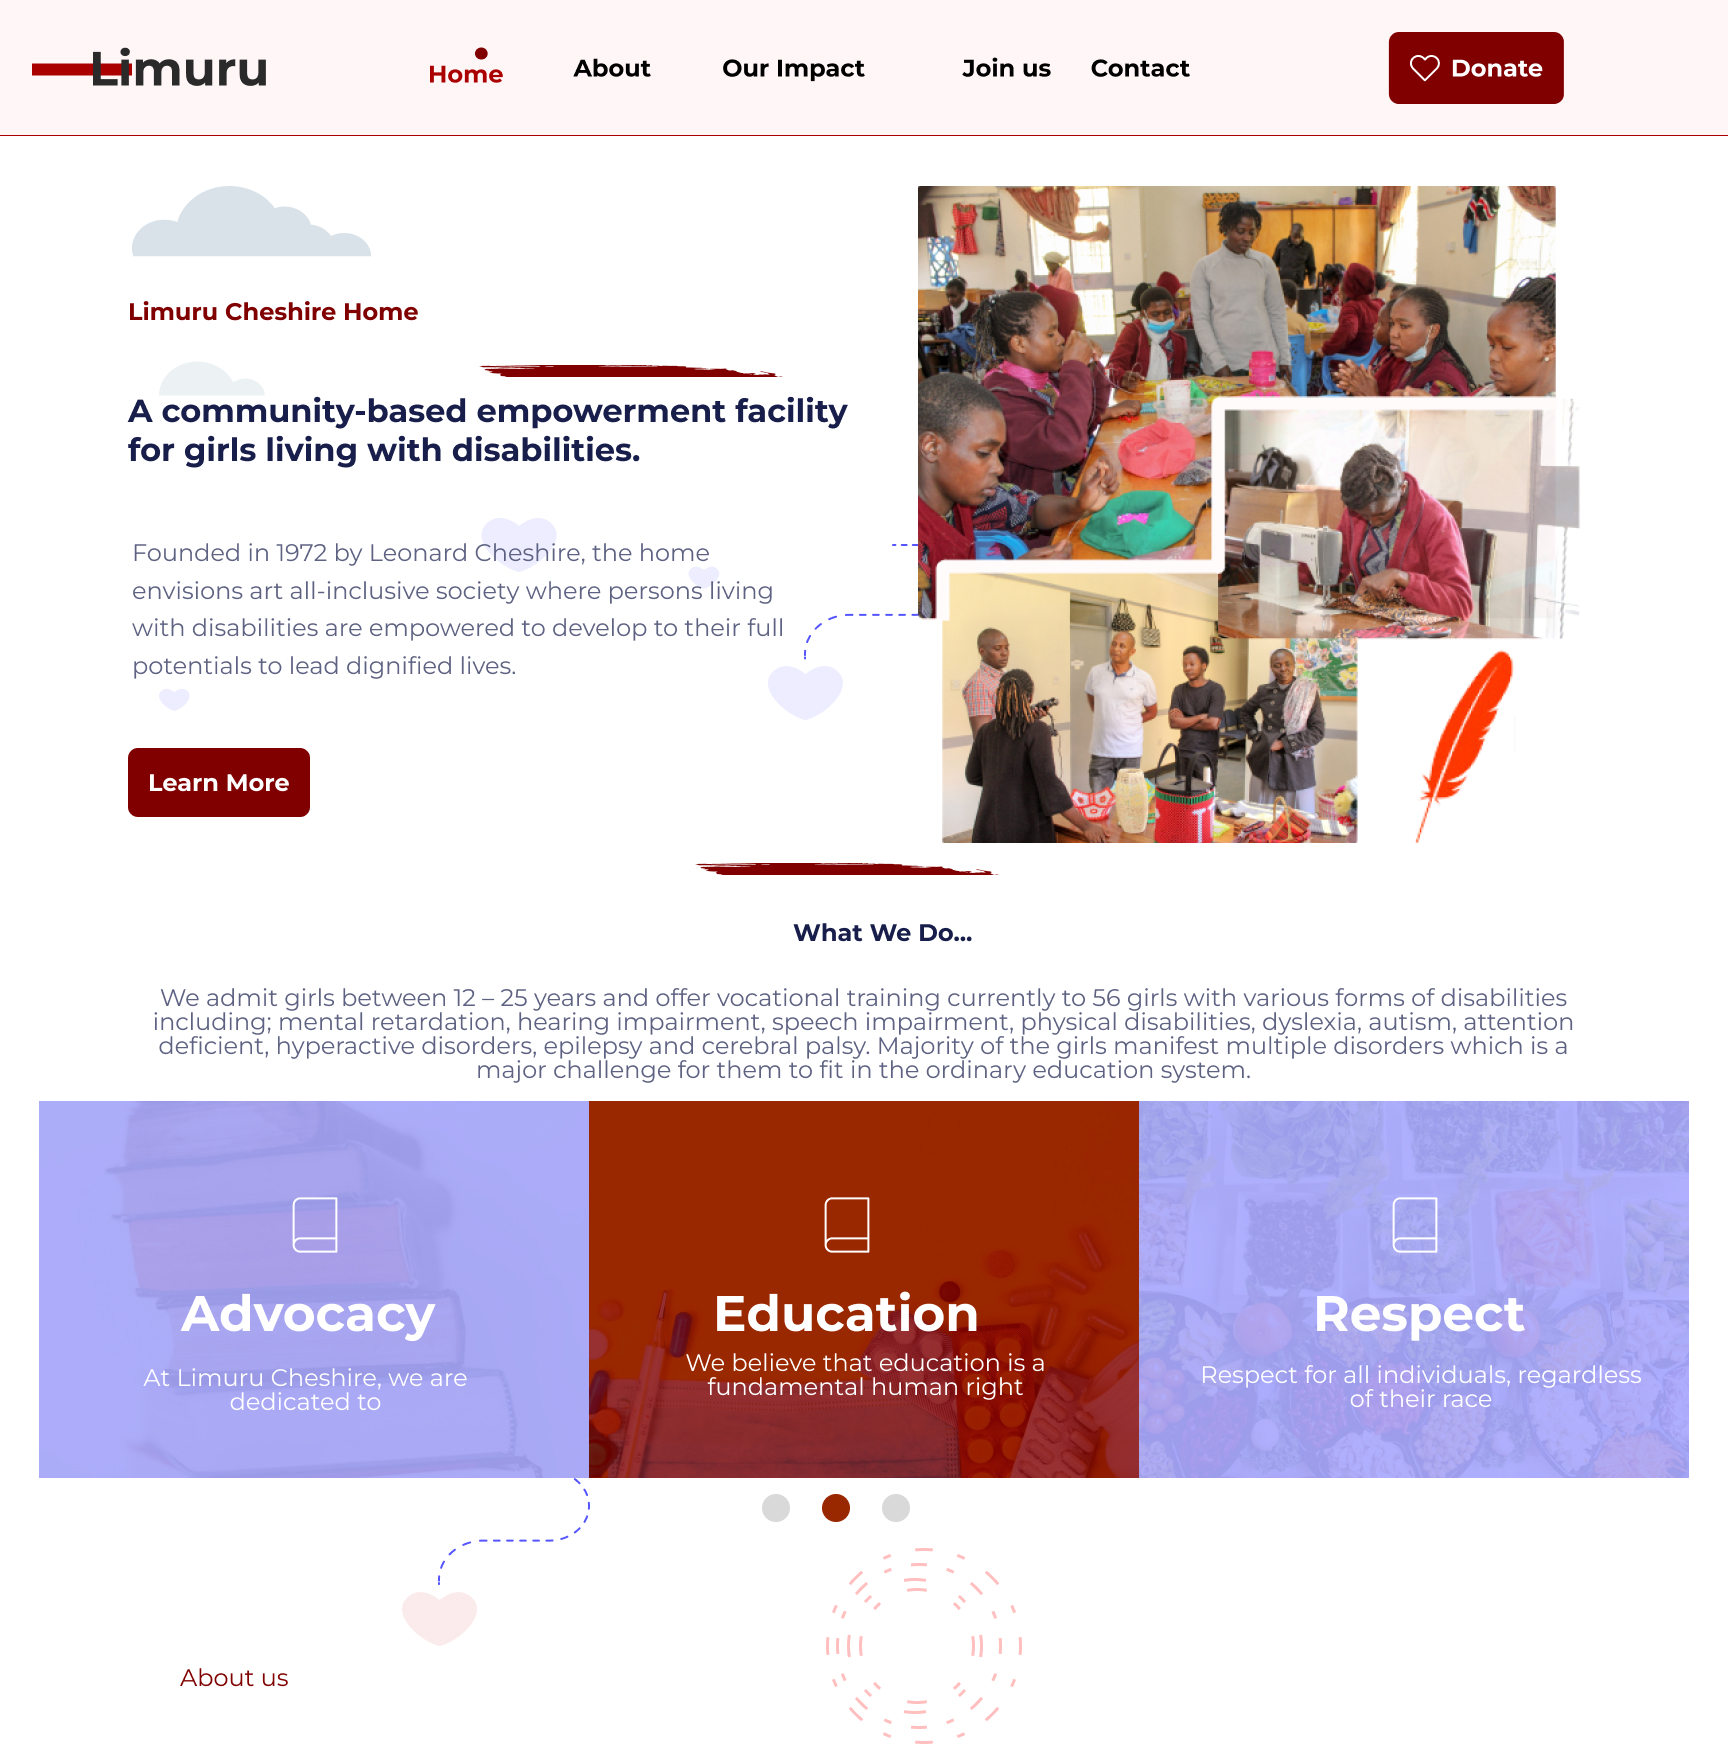 Limuru
Home
About
Our Impact
Join us
Contact
Donate
Limuru Cheshire Home
A community-based empowerment facility
for girls living with disabilities.
Founded in 1972 by Leonard Cheshire, the home
envisions art all-inclusive society where persons living
with disabilities are empowered to develop to their full
potentials to lead dignified lives.
Learn More
What We Do...
We admit girls between 12 – 25 years and offer vocational training currently to 56 girls with various forms of disabilities
including; mental retardation, hearing impairment, speech impairment, physical disabilities, dyslexia, autism, attention
deficient, hyperactive disorders, epilepsy and cerebral palsy. Majority of the girls manifest multiple disorders which is a
major challenge for them to fit in the ordinary education system.
Advocacy
At Limuru Cheshire, we are
dedicated to
Education
We believe that education is a
fundamental human right
Respect
Respect for all individuals, regardless
of their race
About us